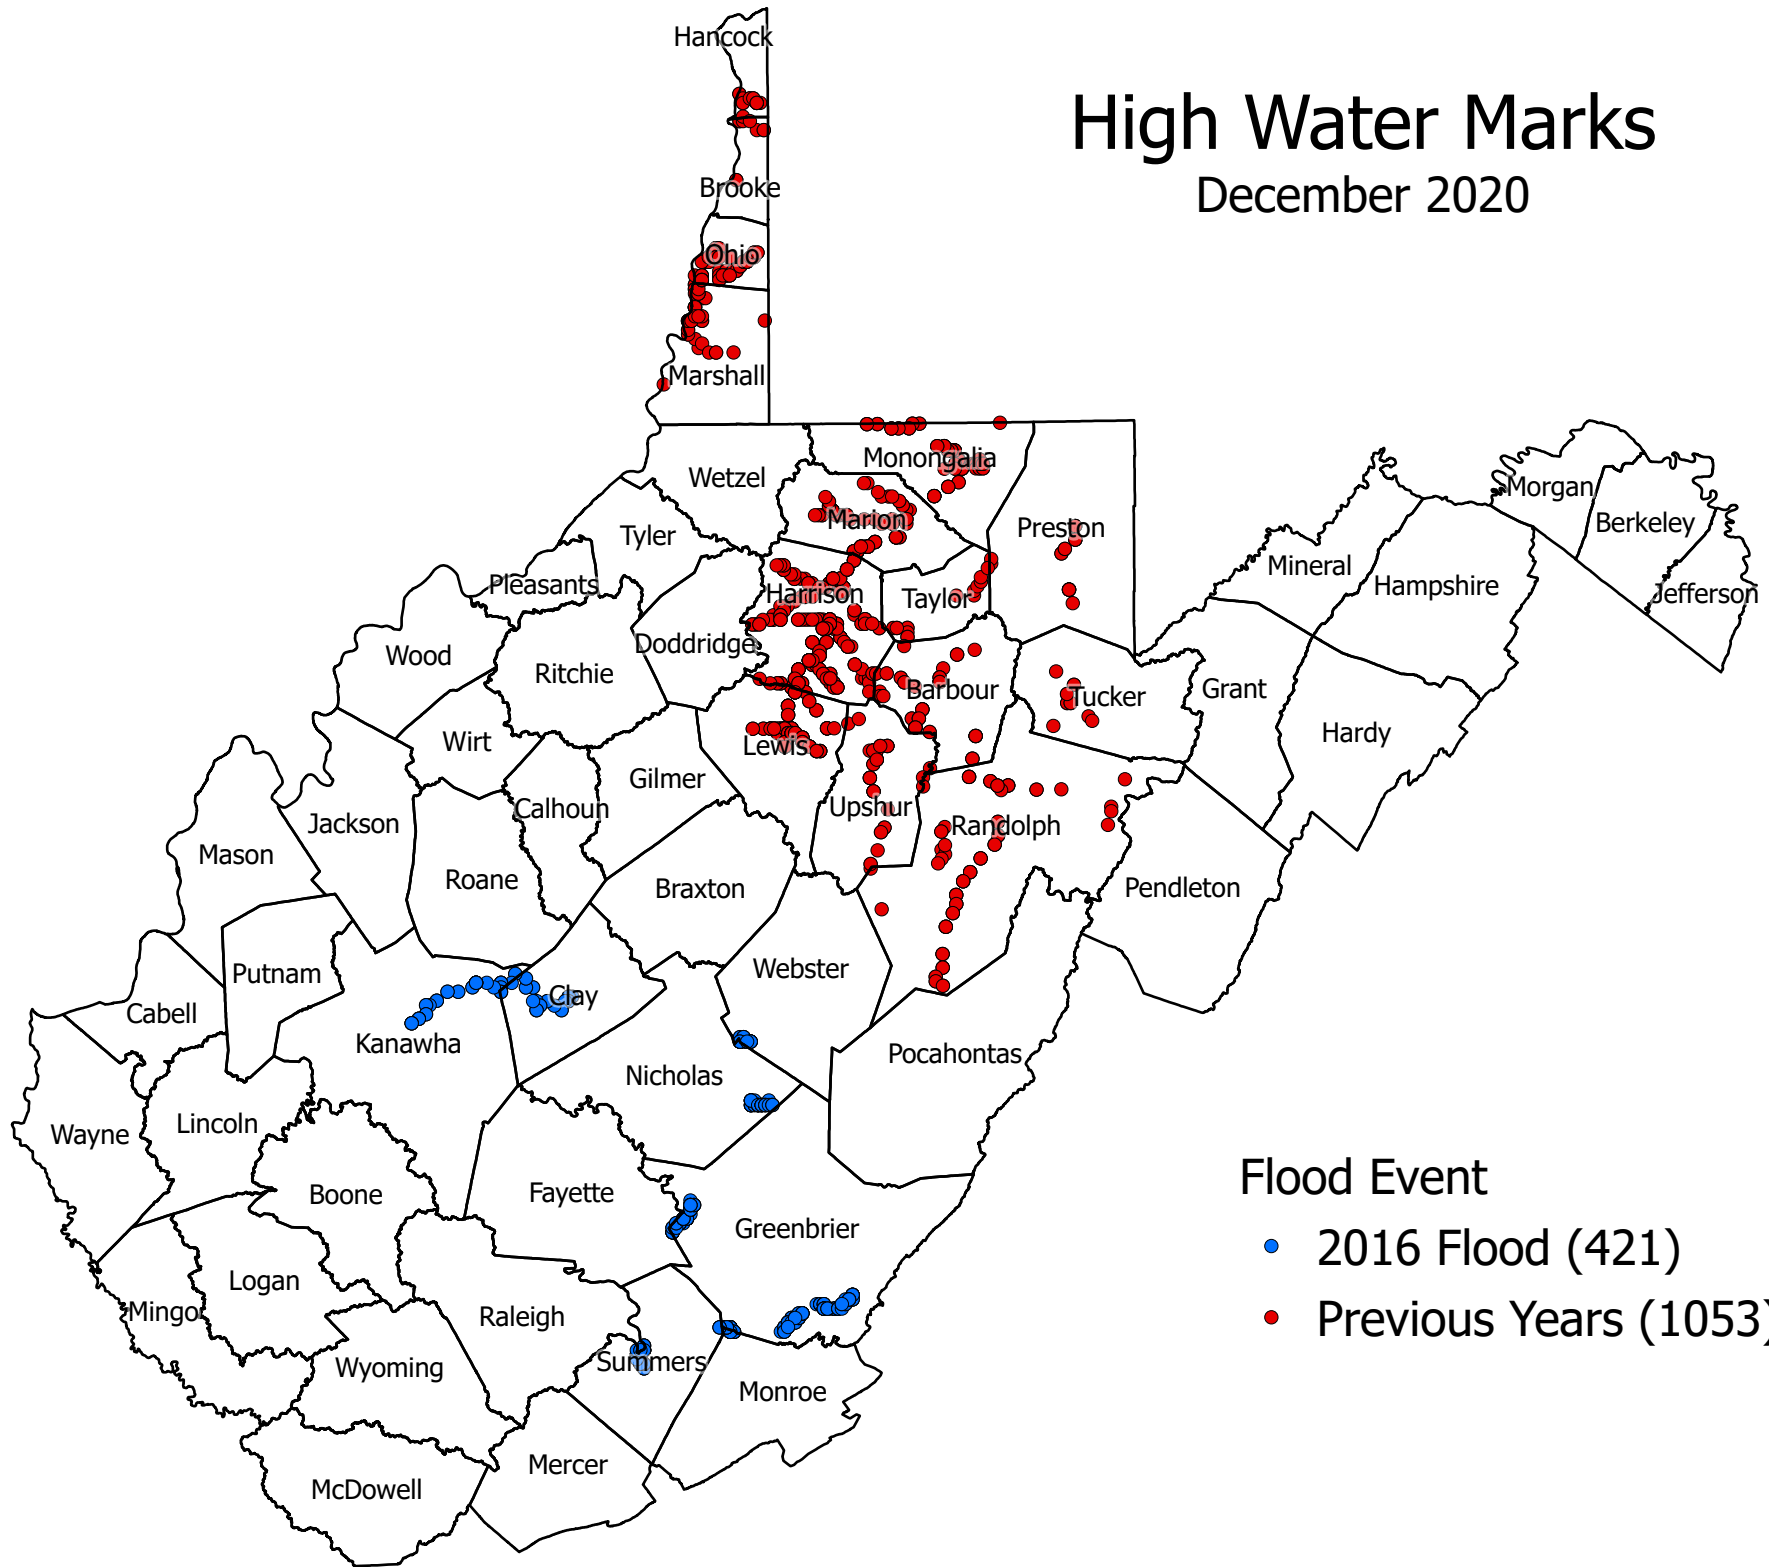 Hancock
High Water Marks
December 2020
Brooke
Ohio
Marshall
Monongalia
Wetzel
Morgan
Marion
Berkeley
Preston
Tyler
Mineral
Pleasants
Hampshire
Harrison
Taylor
Jefferson
Doddridge
Wood
Ritchie
Barbour
Grant
Tucker
Hardy
Wirt
Lewis
Gilmer
Calhoun
Upshur
Jackson
Randolph
Mason
Roane
Braxton
Pendleton
Webster
Putnam
Clay
Cabell
Kanawha
Pocahontas
Nicholas
Lincoln
Wayne
Flood Event
Fayette
Boone
Greenbrier
2016 Flood (421)
Logan
Mingo
Raleigh
Previous Years (1053)
Summers
Wyoming
Monroe
Mercer
McDowell